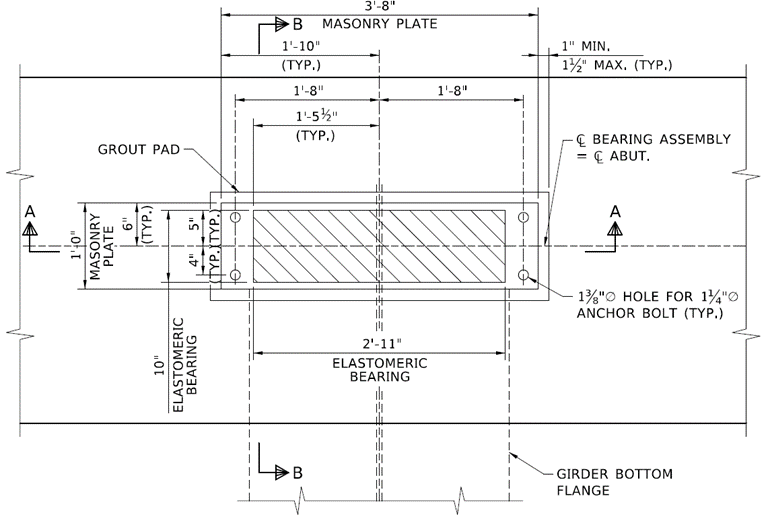 3'-8"
B
MASONRY PLATE
1'-10"
(TYP.)
1" MIN.
1½" MAX. (TYP.)
1'-8"
1'-8"
1'-5½"
(TYP.)
GROUT PAD
℄ BEARING ASSEMBLY
= ℄ ABUT.
A
A
1'-0"
MASONRY
PLATE
6"
(TYP.)
5"
(TYP.)
4"
(TYP.)
10"
ELASTOMERIC
BEARING
1⅜"∅ HOLE FOR 1¼"∅
ANCHOR BOLT (TYP.)
2'-11"
ELASTOMERIC
BEARING
B
GIRDER BOTTOM
FLANGE